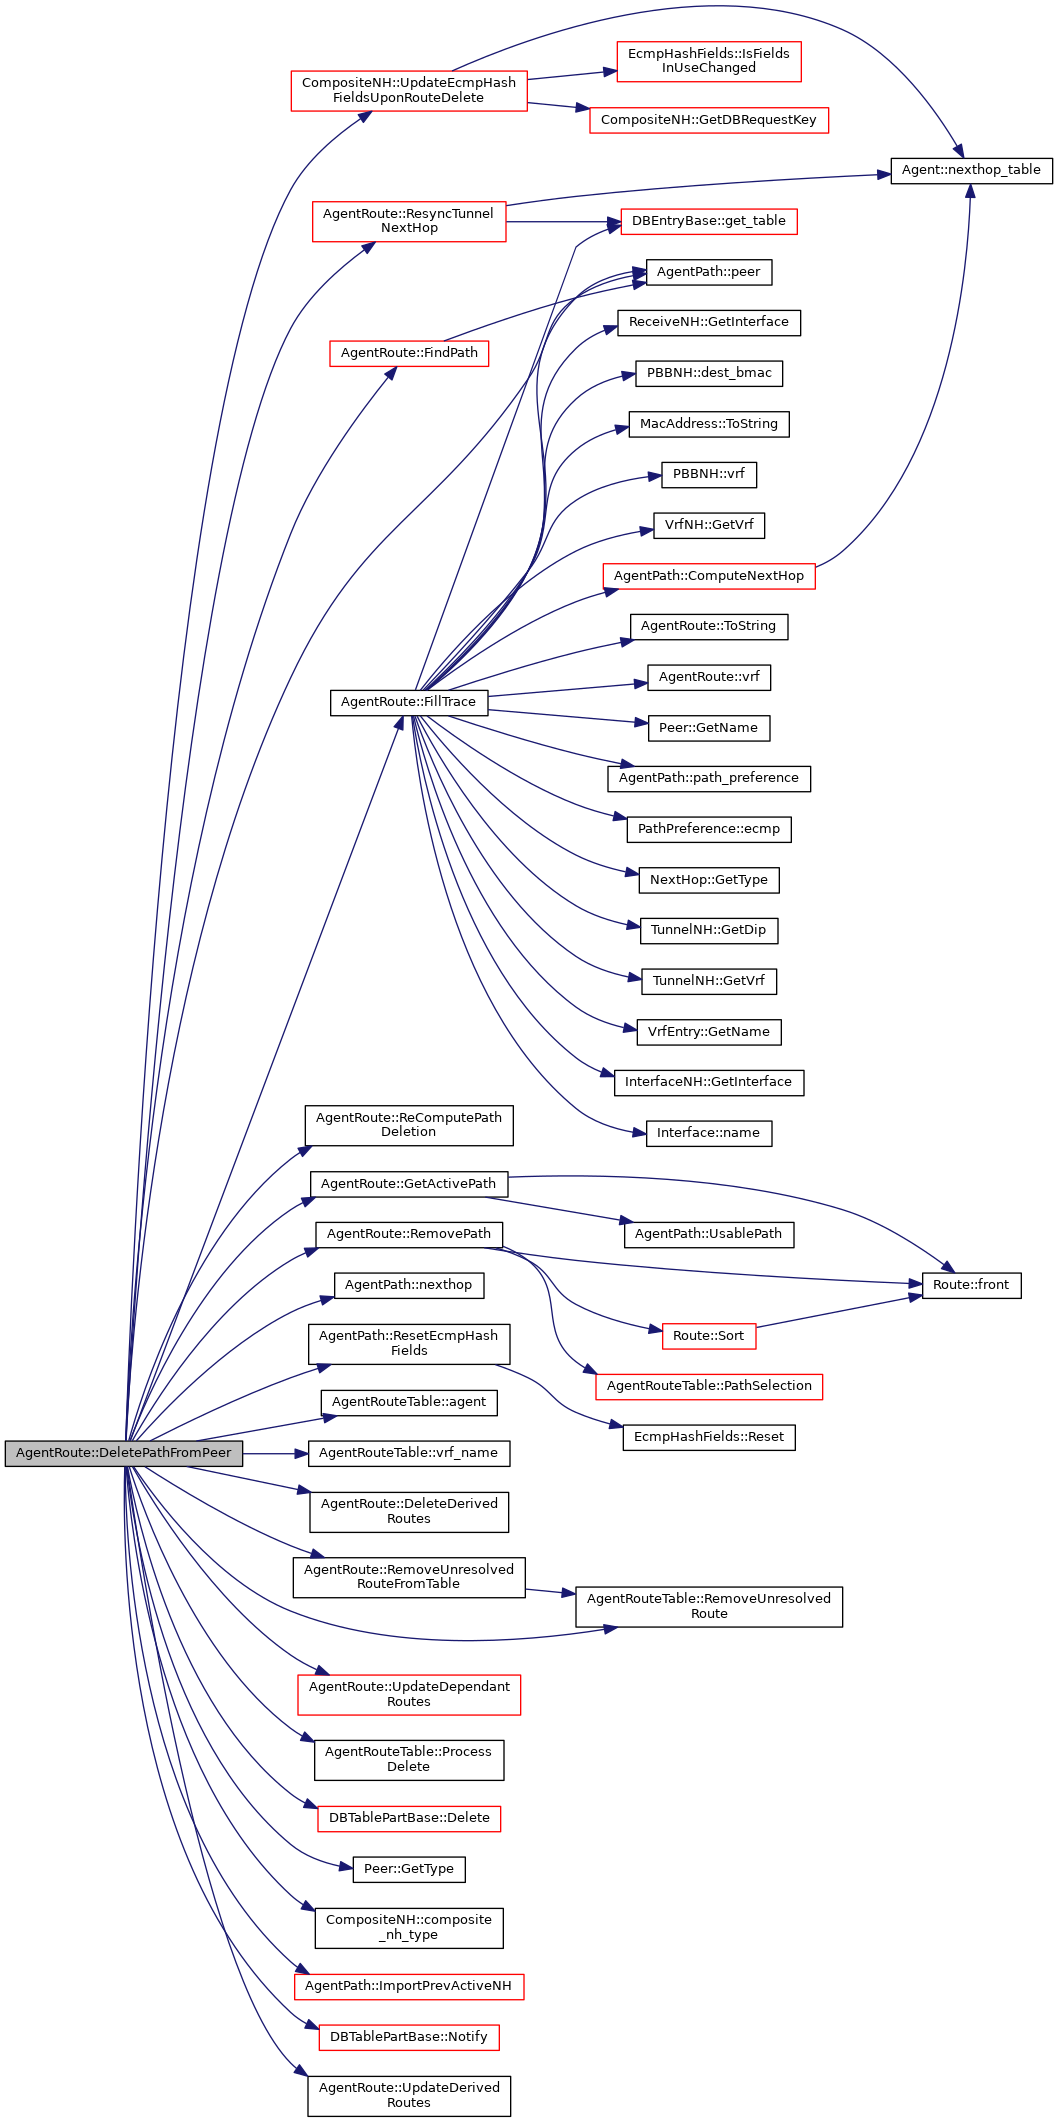 EcmpHashFields::IsFields
InUseChanged
CompositeNH::UpdateEcmpHash
FieldsUponRouteDelete
CompositeNH::GetDBRequestKey
Agent::nexthop_table
AgentRoute::ResyncTunnel
NextHop
DBEntryBase::get_table
AgentPath::peer
ReceiveNH::GetInterface
AgentRoute::FindPath
PBBNH::dest_bmac
MacAddress::ToString
PBBNH::vrf
VrfNH::GetVrf
AgentPath::ComputeNextHop
AgentRoute::ToString
AgentRoute::vrf
AgentRoute::FillTrace
Peer::GetName
AgentPath::path_preference
PathPreference::ecmp
NextHop::GetType
TunnelNH::GetDip
TunnelNH::GetVrf
VrfEntry::GetName
InterfaceNH::GetInterface
Interface::name
AgentRoute::ReComputePath
Deletion
AgentRoute::GetActivePath
AgentRoute::RemovePath
AgentPath::UsablePath
AgentPath::nexthop
Route::front
AgentPath::ResetEcmpHash
Fields
Route::Sort
AgentRouteTable::PathSelection
AgentRouteTable::agent
EcmpHashFields::Reset
AgentRoute::DeletePathFromPeer
AgentRouteTable::vrf_name
AgentRoute::DeleteDerived
Routes
AgentRoute::RemoveUnresolved
RouteFromTable
AgentRouteTable::RemoveUnresolved
Route
AgentRoute::UpdateDependant
Routes
AgentRouteTable::Process
Delete
DBTablePartBase::Delete
Peer::GetType
CompositeNH::composite
_nh_type
AgentPath::ImportPrevActiveNH
DBTablePartBase::Notify
AgentRoute::UpdateDerived
Routes